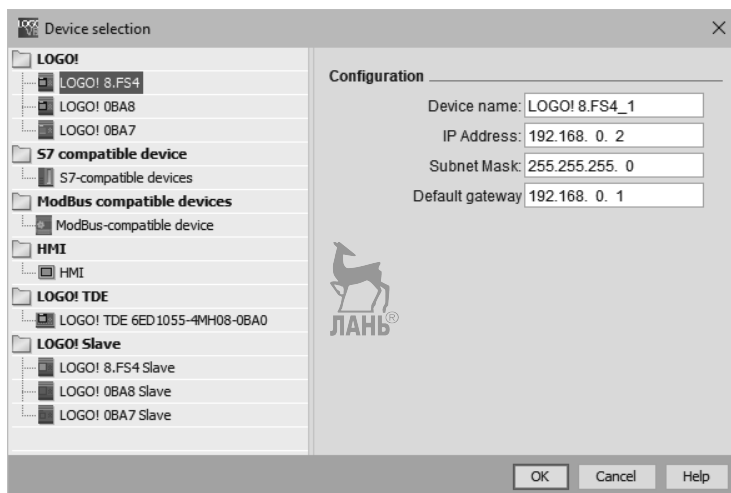 Device selection
LOGO!
LOGO! 8.FS4
LOGO! 0BA8
LOGO! 0BA7
S7 compatible device
S7-compatible devices
ModBus compatible devices
ModBus-compatible device
HMI
HMI
LOGO! TDE
LOGO! TDE 6ED1055-4MH08-0BA0
LOGO! Slave
LOGO! 8.FS4 Slave
LOGO! 0BA8 Slave
LOGO! 0BA7 Slave
Configuration
Device name: LOGO! 8.FS4_1
IP Address: 192.168. 0. 2
Subnet Mask: 255.255.255. 0
Default gateway 192.168. 0. 1
ЛАНЬ®
OK Cancel Help